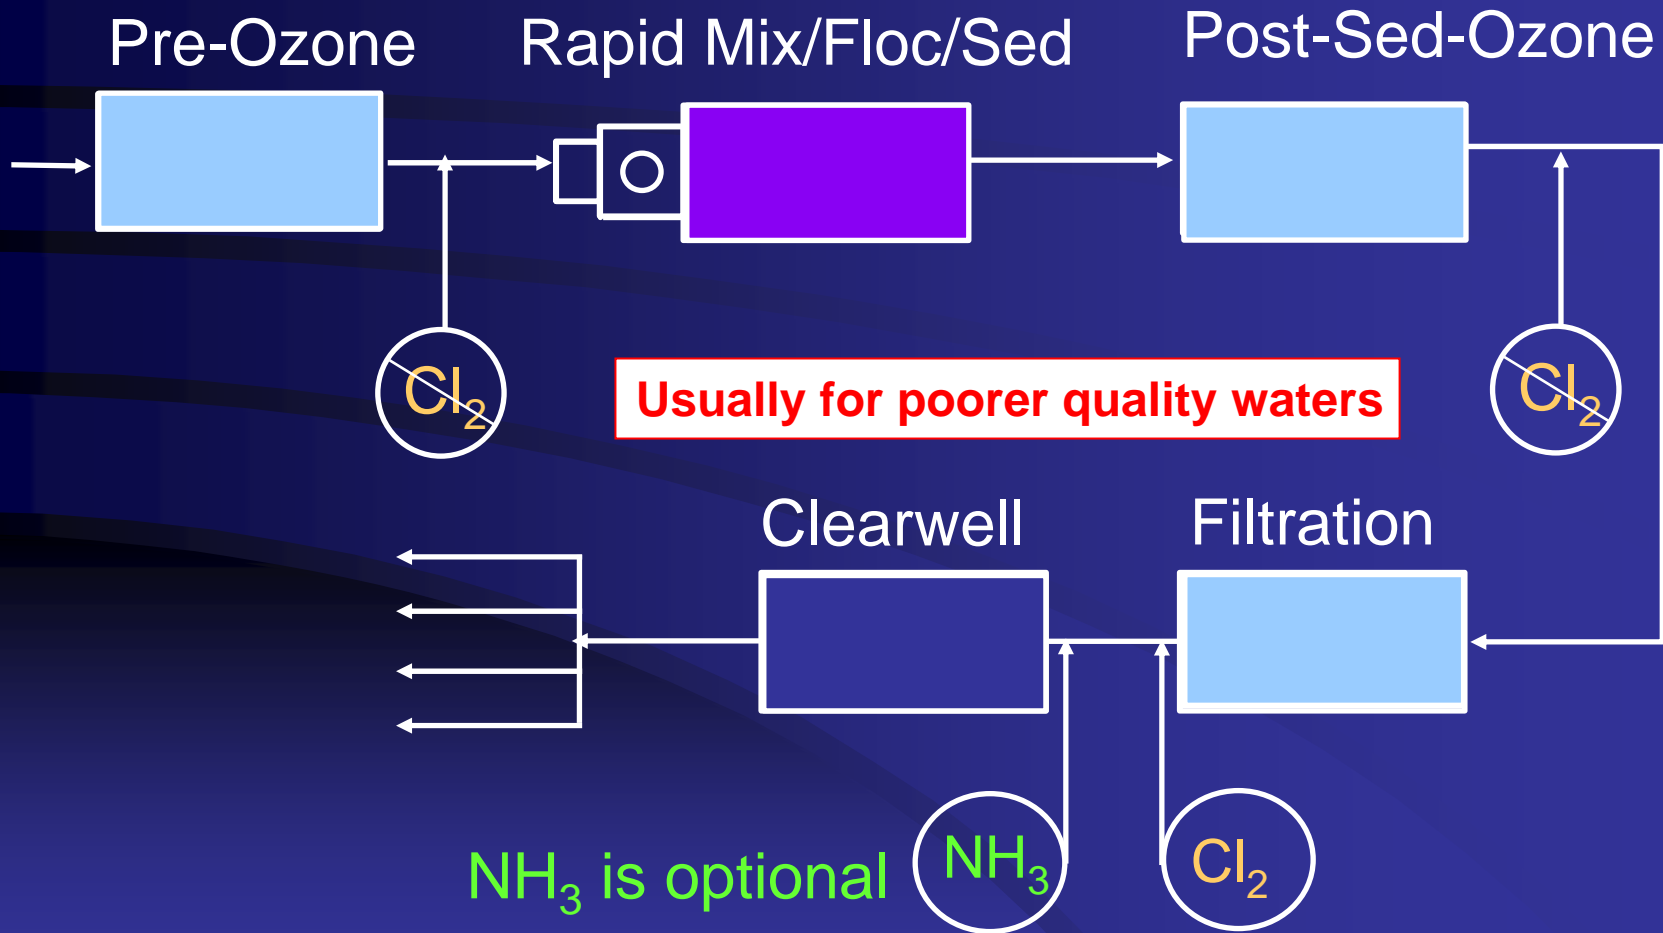 Pre-Ozone
Rapid Mix/Floc/Sed
Post-Sed-Ozone
Cl₂
Usually for poorer quality waters
Cl₂
Clearwell
Filtration
NH₃ is optional
NH₃
Cl₂